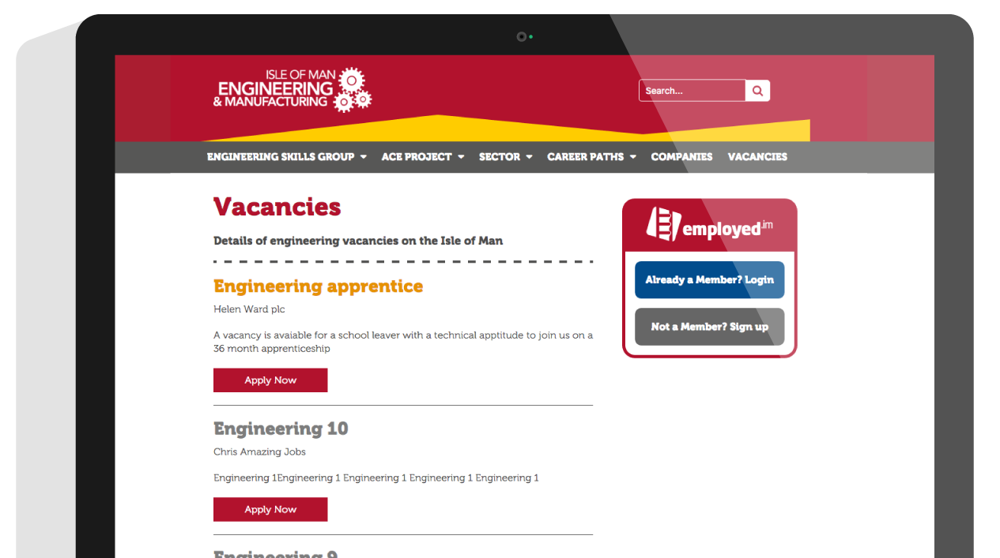 ISLE OF MAN
ENGINEERING
& MANUFACTURING
Search...
ENGINEERING SKILLS GROUP ACE PROJECT SECTOR CAREER PATHS COMPANIES VACANCIES
Vacancies
Details of engineering vacancies on the Isle of Man
Engineering apprentice
Helen Ward plc
A vacancy is avaiable for a school leaver with a technical apptitude to join us on a
36 month apprenticeship
Apply Now
Engineering 10
Chris Amazing Jobs
Engineering 1Engineering 1 Engineering 1 Engineering 1 Engineering 1
Apply Now
Engineering 9
employed.im
Already a Member? Login
Not a Member? Sign up